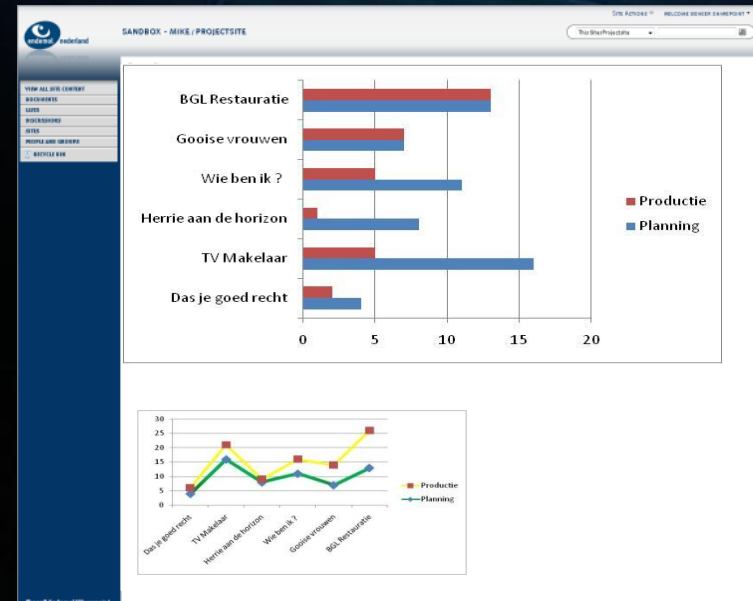 SITE ACTIONS
WELCOME
endemol nederland
SANDBOX - MIKE / PROJECTSITE
This Site: Projectsite
VIEW ALL SITE CONTENT
DOCUMENTS
LISTS
DISCUSSIONS
SITES
PEOPLE AND GROUPS
RECYCLE BIN
BGL Restauratie
Gooise vrouwen
Wie ben ik ?
Herrie aan de horizon
TV Makelaar
Das je goed recht
0 5 10 15 20
Productie
Planning
30
25
20
15
10
5
0
Das je goed recht
TV Makelaar
Herrie aan de horizon
Wie ben ik ?
Gooise vrouwen
BGL Restauratie
Productie
Planning